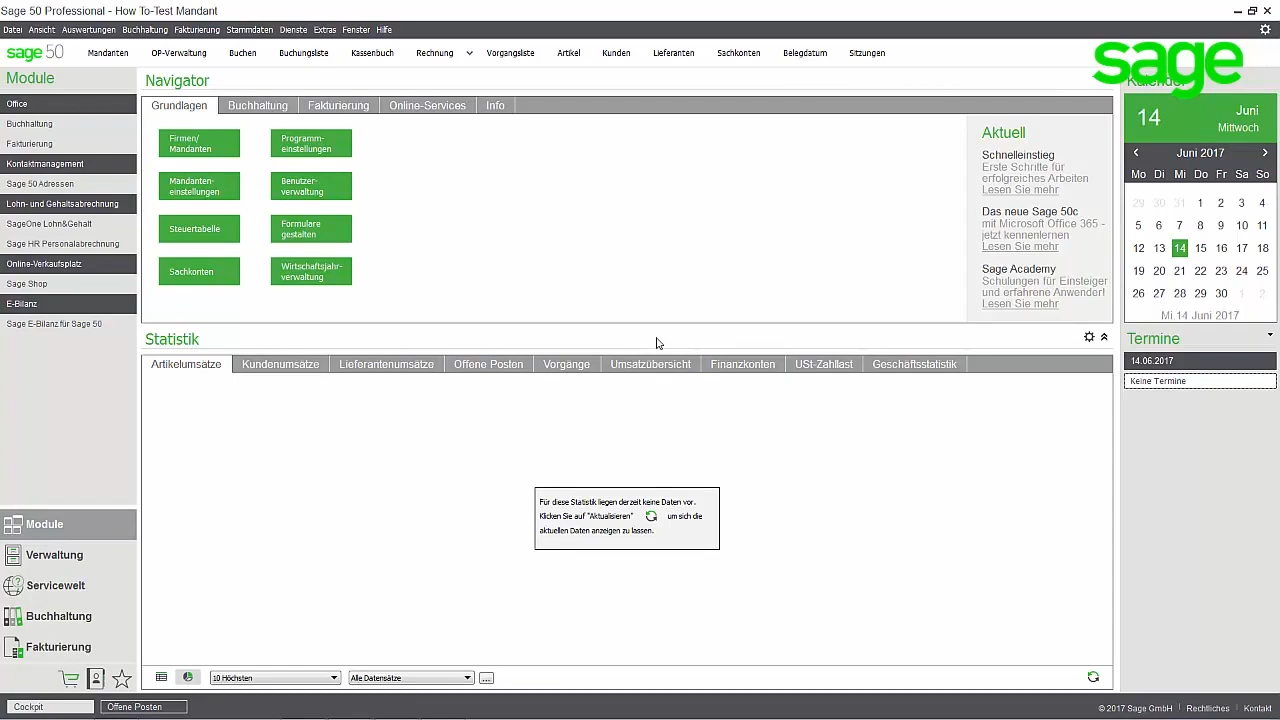 Sage 50 Professional - How To-Test Mandant
Datei Ansicht Auswertungen Buchhaltung Fakturierung Stammdaten Dienste Extras Fenster Hilfe
sage 50 Mandanten OP-Verwaltung Buchen Buchungsliste Kassenbuch Rechnung Vorgangsliste Artikel Kunden Lieferanten Sachkonten Belegdatum Sitzungen
sage
Module
Office
Buchhaltung
Fakturierung
Kontaktmanagement
Sage 50 Adressen
Lohn- und Gehaltsabrechnung
SageOne Lohn&Gehalt
Sage HR Personalabrechnung
Online-Verkaufsplatz
Sage Shop
E-Bilanz
Sage E-Bilanz für Sage 50
Module
Verwaltung
Servicewelt
Buchhaltung
Fakturierung
Navigator
Grundlagen Buchhaltung Fakturierung Online-Services Info
Firmen/
Mandanten
Programm-
einstellungen
Mandanten-
einstellungen
Benutzer-
verwaltung
Steuertabelle
Formulare
gestalten
Sachkonten
Wirtschaftsjahr-
verwaltung
Aktuell
Schnelleinstieg
Erste Schritte für
erfolgreiches Arbeiten
Lesen Sie mehr
Das neue Sage 50c
mit Microsoft Office 365 -
jetzt kennenlernen
Lesen Sie mehr
Sage Academy
Schulungen für Einsteiger
und erfahrene Anwender!
Lesen Sie mehr
Statistik
Artikelumsätze Kundenumsätze Lieferantenumsätze Offene Posten Vorgänge Umsatzübersicht Finanzkonten USt-Zahllast Geschäftsstatistik
Für diese Statistik liegen derzeit keine Daten vor.
Klicken Sie auf "Aktualisieren" um sich die
aktuellen Daten anzeigen zu lassen.
10 Höchsten Alle Datensätze ...
Kalender
14 Juni
Mittwoch
Juni 2017
Mo Di Mi Do Fr Sa So
29 30 31 1 2 3 4
5 6 7 8 9 10 11
12 13 14 15 16 17 18
19 20 21 22 23 24 25
26 27 28 29 30 1 2
Mi 14 Juni 2017
Termine
14.06.2017
Keine Termine
Cockpit Offene Posten
© 2017 Sage GmbH Rechtliches Kontakt